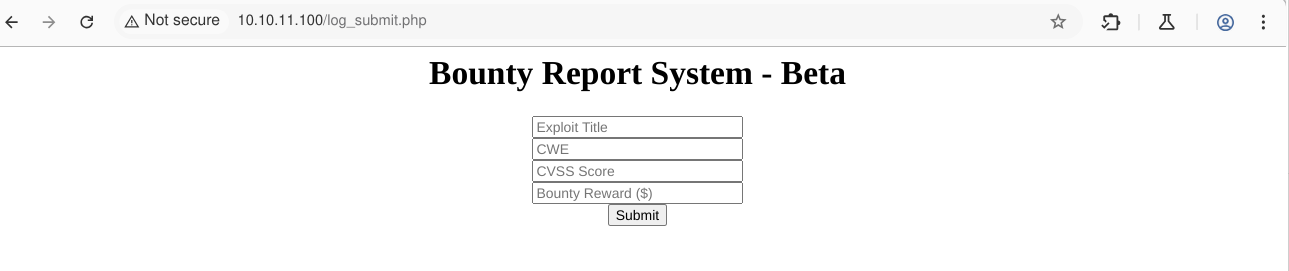 Not secure 10.10.11.100/log_submit.php
Bounty Report System - Beta
Exploit Title
CWE
CVSS Score
Bounty Reward ($)
Submit